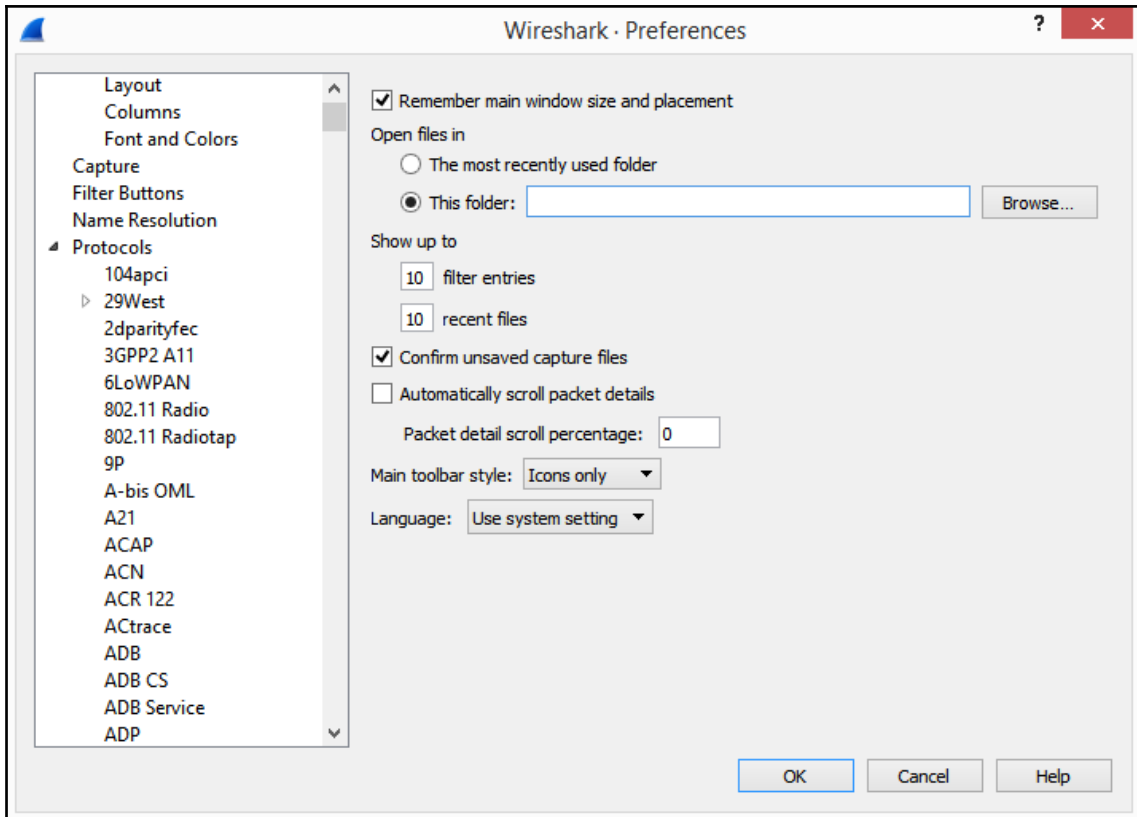 Wireshark · Preferences
?
×
Layout
Columns
Font and Colors
Capture
Filter Buttons
Name Resolution
Protocols
104apci
29West
2dparityfec
3GPP2 A11
6LoWPAN
802.11 Radio
802.11 Radiotap
9P
A-bis OML
A21
ACAP
ACN
ACR 122
ACtrace
ADB
ADB CS
ADB Service
ADP
Remember main window size and placement
Open files in
The most recently used folder
This folder:
Browse...
Show up to
10 filter entries
10 recent files
Confirm unsaved capture files
Automatically scroll packet details
Packet detail scroll percentage: 0
Main toolbar style: Icons only
Language: Use system setting
OK Cancel Help